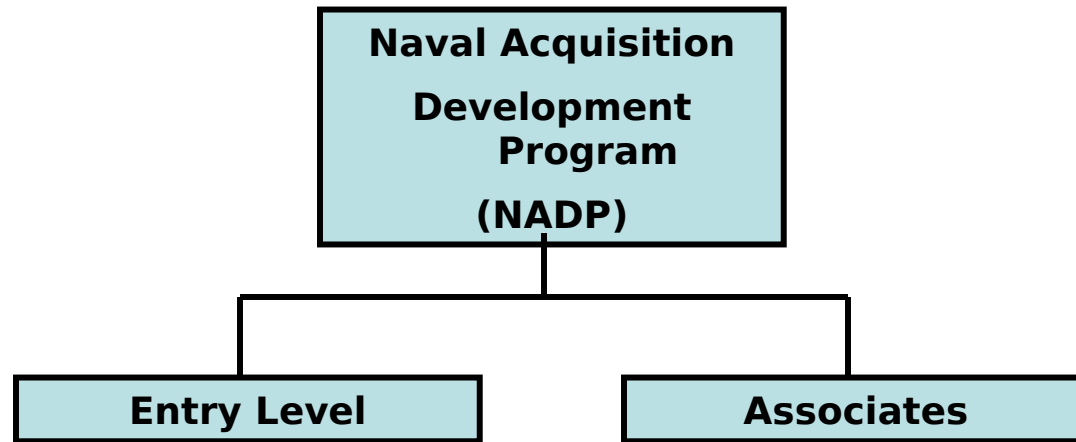 Naval Acquisition
Development
Program
(NADP)
Entry Level
Associates